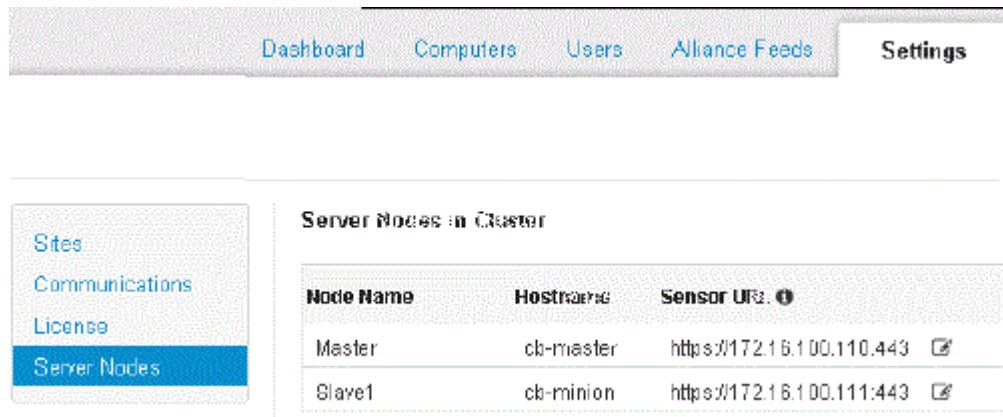 Dashboard Computers Users Alliance Feeds Settings
Sites
Communications
License
Server Nodes
Server Nodes in Cluster
Node Name Hostname Sensor URL
Master cb-master https://172.16.100.110:443
Slave1 cb-minion https://172.16.100.111:443